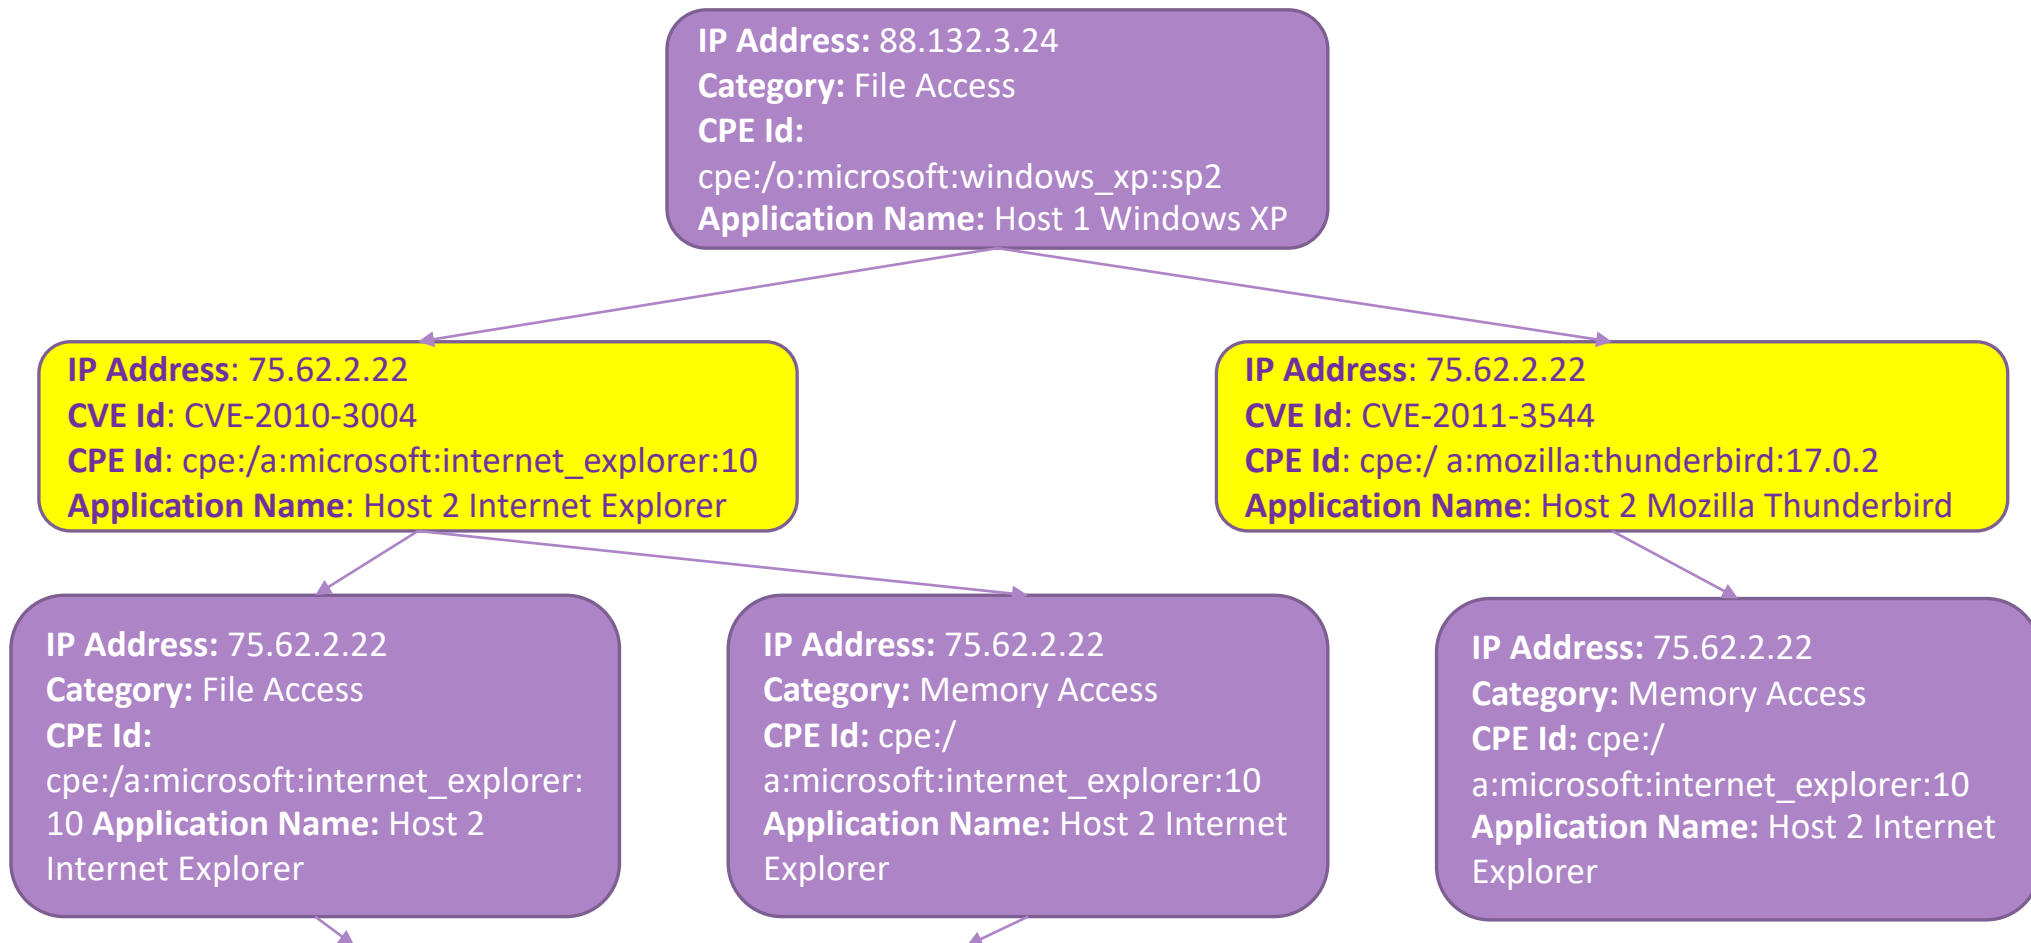 IP Address: 88.132.3.24
Category: File Access
CPE Id:
cpe:/o:microsoft:windows_xp::sp2
Application Name: Host 1 Windows XP
IP Address: 75.62.2.22
CVE Id: CVE-2010-3004
CPE Id: cpe:/a:microsoft:internet_explorer:10
Application Name: Host 2 Internet Explorer
IP Address: 75.62.2.22
CVE Id: CVE-2011-3544
CPE Id: cpe:/ a:mozilla:thunderbird:17.0.2
Application Name: Host 2 Mozilla Thunderbird
IP Address: 75.62.2.22
Category: File Access
CPE Id:
cpe:/a:microsoft:internet_explorer:
10 Application Name: Host 2
Internet Explorer
IP Address: 75.62.2.22
Category: Memory Access
CPE Id: cpe:/
a:microsoft:internet_explorer:10
Application Name: Host 2 Internet
Explorer
IP Address: 75.62.2.22
Category: Memory Access
CPE Id: cpe:/
a:microsoft:internet_explorer:10
Application Name: Host 2 Internet
Explorer